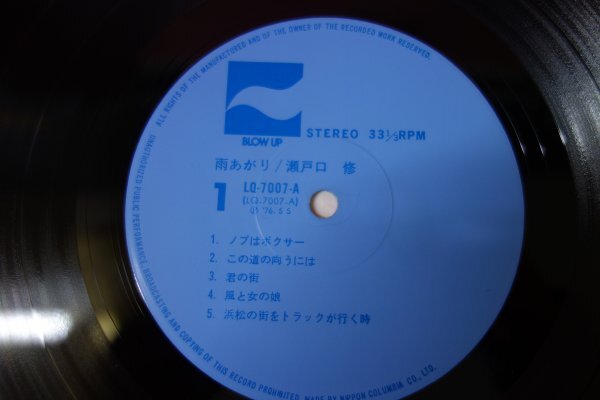 ALL RIGHTS OF THE MANUFACTURER AND OF THE OWNER OF THE RECORDED WORK RESERVED.
UNAUTHORIZED PUBLIC PERFORMANCE, BROADCASTING AND COPYING OF THIS RECORD PROHIBITED. MADE BY NIPPON COLUMBIA CO., LTD.
BLOW UP
STEREO 33⅓RPM
雨あがり/瀬戸口 修
1 LQ-7007-A
(LQ-7007-A)
'76.5
1. ノブはボクサー
2. この道の向うには
3. 君の街
4. 風と女の娘
5. 浜松の街をトラックが行く時